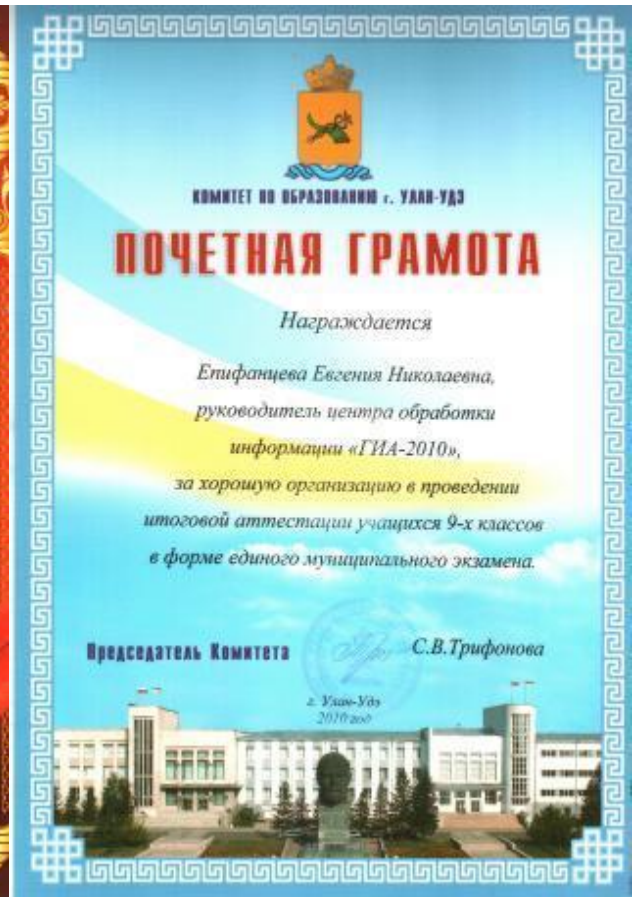 КОМИТЕТ ПО ОБРАЗОВАНИЮ г. УЛАН-УДЭ
ПОЧЕТНАЯ ГРАМОТА
Награждается
Епифанцева Евгения Николаевна,
руководитель центра обработки
информации «ГИА-2010»,
за хорошую организацию в проведении
итоговой аттестации учащихся 9-х классов
в форме единого муниципального экзамена.
Председатель Комитета С.В.Трифонова
г. Улан-Удэ
2010 год